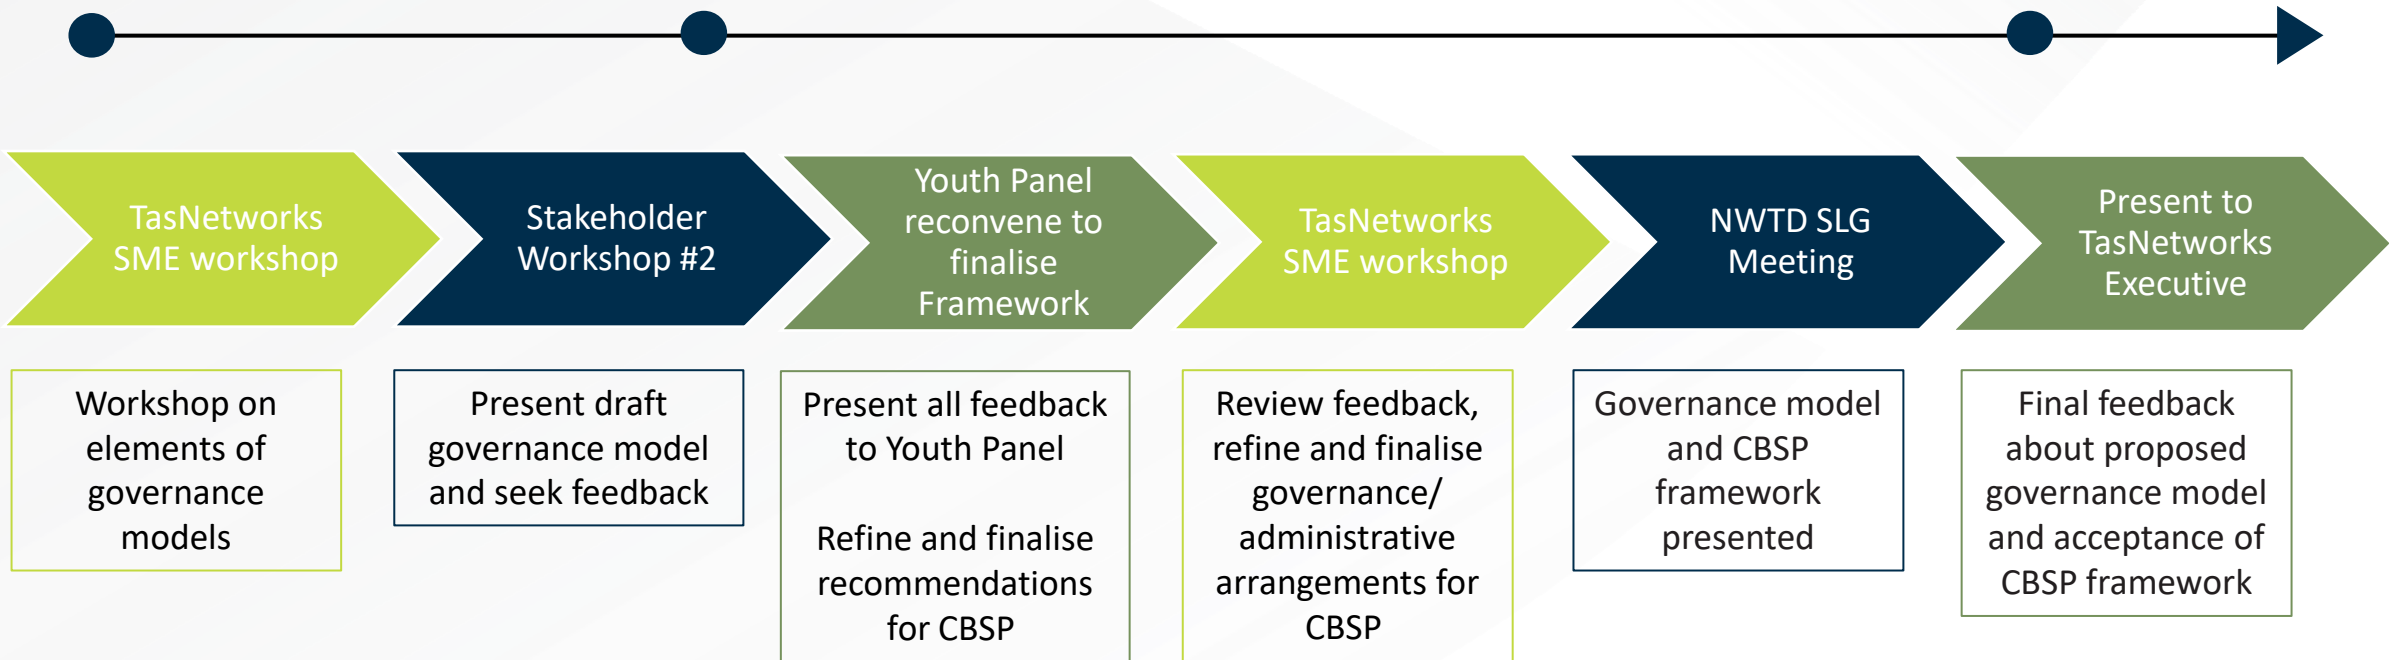 TasNetworks
SME workshop
Stakeholder
Workshop #2
Youth Panel
reconvene to
finalise
Framework
TasNetworks
SME workshop
NWTD SLG
Meeting
Present to
TasNetworks
Executive
Workshop on
elements of
governance
models
Present draft
governance model
and seek feedback
Present all feedback
to Youth Panel
Refine and finalise
recommendations
for CBSP
Review feedback,
refine and finalise
governance/
administrative
arrangements for
CBSP
Governance model
and CBSP
framework
presented
Final feedback
about proposed
governance model
and acceptance of
CBSP framework